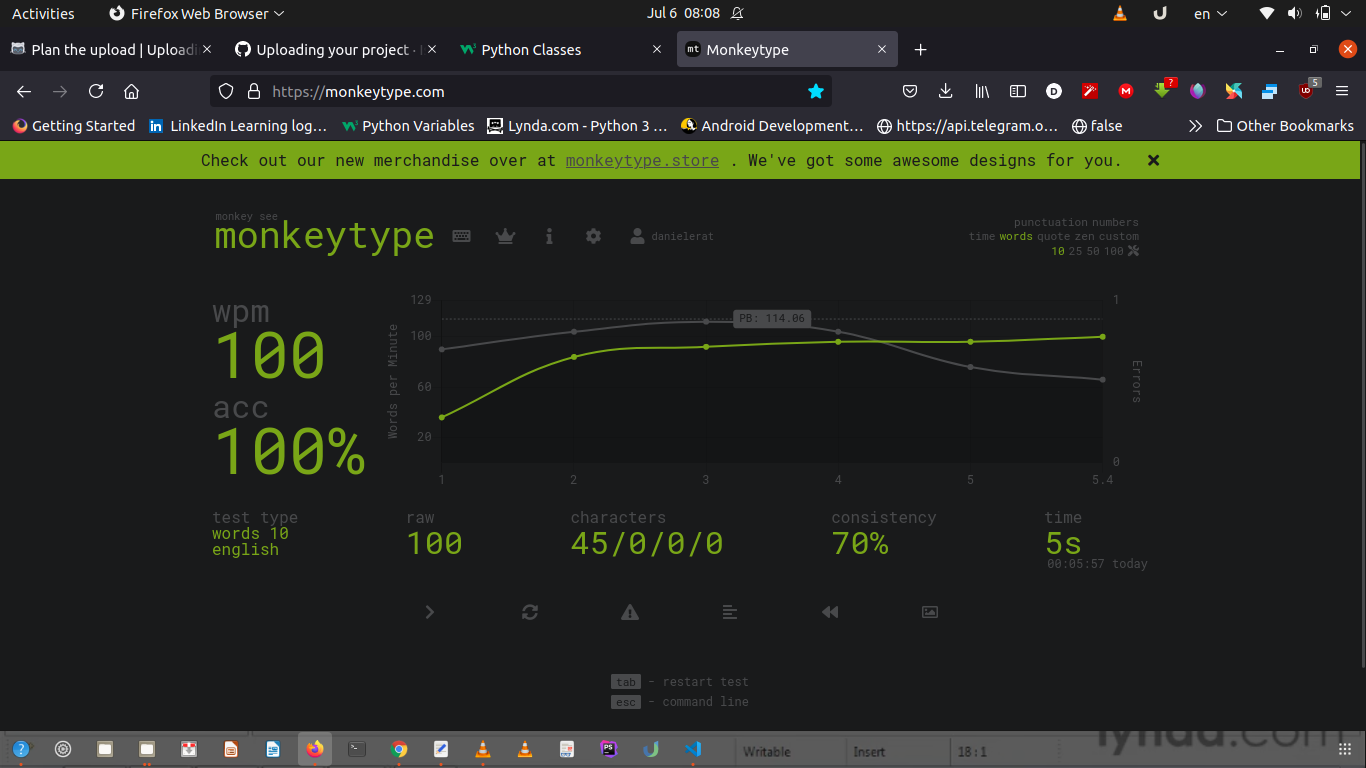 Activities Firefox Web Browser Jul 6 08:08 en
Plan the upload | Uploadi Uploading your project · Python Classes mt Monkeytype
https://monkeytype.com D M ? UD 5
Getting Started LinkedIn Learning log… Python Variables Lynda.com - Python 3 … Android Development… https://api.telegram.o… false Other Bookmarks
Check out our new merchandise over at monkeytype.store . We've got some awesome designs for you.
monkey see
monkeytype
danielerat
punctuation numbers
time words quote zen custom
10 25 50 100
wpm
100
acc
100%
Words per Minute
129
100
60
20
PB: 114.06
1
0
Errors
1 2 3 4 5 5.4
test type
words 10
english
raw
100
characters
45/0/0/0
consistency
70%
time
5s
00:05:57 today
tab - restart test
esc - command line
PS Writable Insert 18 : 1
lynda.com